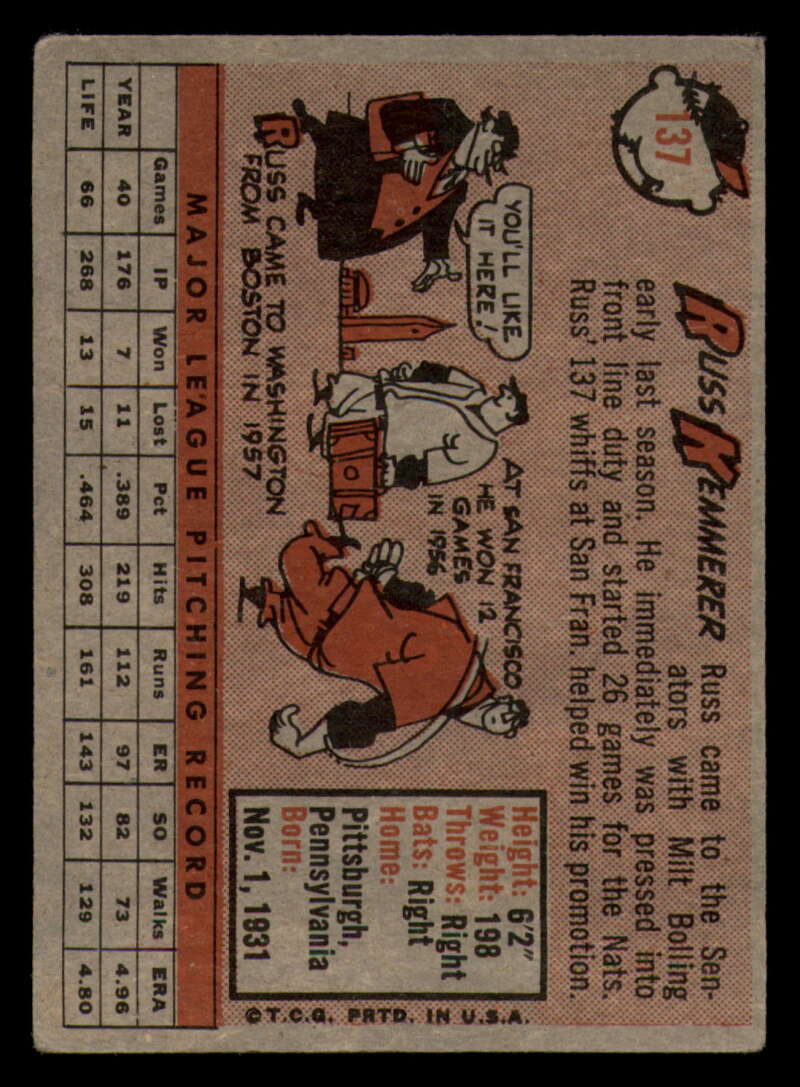 137
RUSS KEMMERER
Russ came to the Sen-
ators with Milt Bolling
early last season. He immediately was pressed into
front line duty and started 26 games for the Nats.
Russ' 137 whiffs at San Fran. helped win his promotion.
YOU'LL LIKE
IT HERE!
RUSS CAME TO WASHINGTON
FROM BOSTON IN 1957
AT SAN FRANCISCO
HE WON 12
GAMES
IN 1956
Height: 6'2"
Weight: 198
Throws: Right
Bats: Right
Home:
Pittsburgh,
Pennsylvania
Born:
Nov. 1, 1931
©T.C.G. PRTD. IN U.S.A.
MAJOR LEAGUE PITCHING RECORD
Games IP Won Lost Pct Hits Runs ER SO Walks ERA
YEAR 40 176 7 11 .389 219 112 97 82 73 4.96
LIFE 66 268 13 15 .464 308 161 143 132 129 4.80